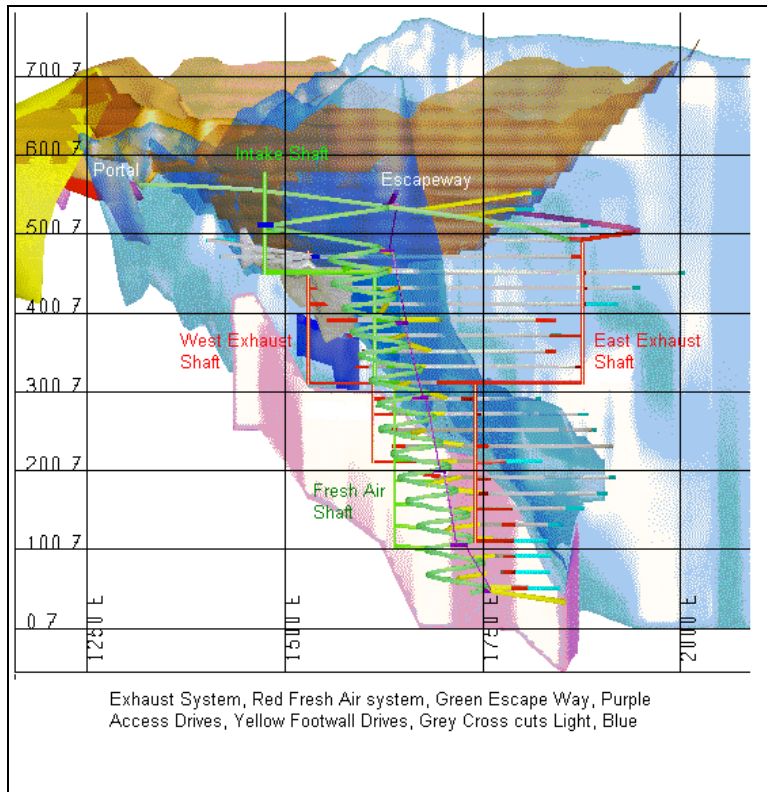 700.7
600.7
Portal
Intake Shaft
Escapeway
500.7
400.7
West Exhaust
Shaft
East Exhaust
Shaft
300.7
200.7
Fresh Air
Shaft
100.7
0.7
1250 E
1500 E
1750 E
2000 E
Exhaust System, Red Fresh Air system, Green Escape Way, Purple
Access Drives, Yellow Footwall Drives, Grey Cross cuts Light, Blue